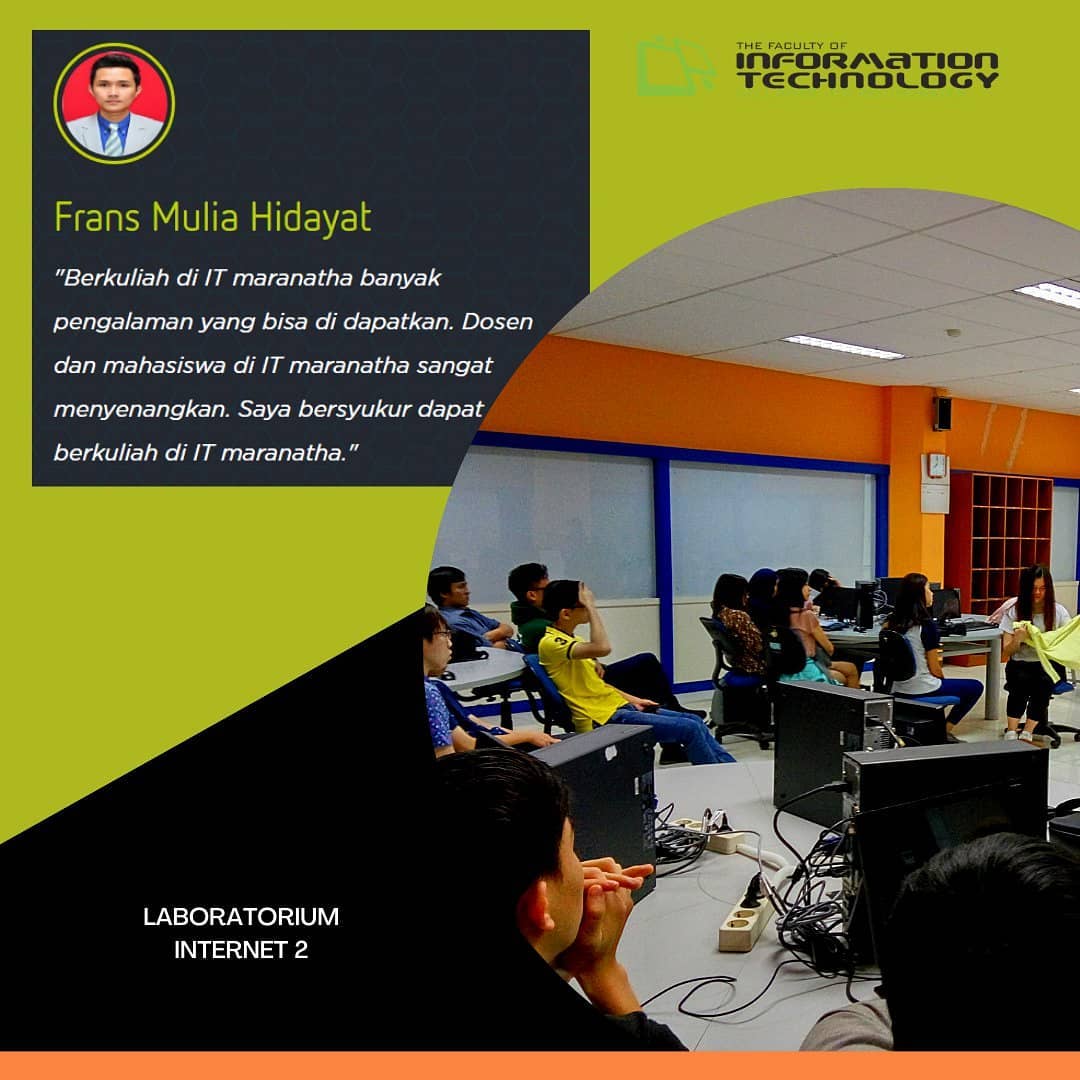 THE FACULTY OF
INFORMATION
TECHNOLOGY
Frans Mulia Hidayat
"Berkuliah di IT maranatha banyak
pengalaman yang bisa di dapatkan. Dosen
dan mahasiswa di IT maranatha sangat
menyenangkan. Saya bersyukur dapat
berkuliah di IT maranatha."
3
LABORATORIUM
INTERNET 2